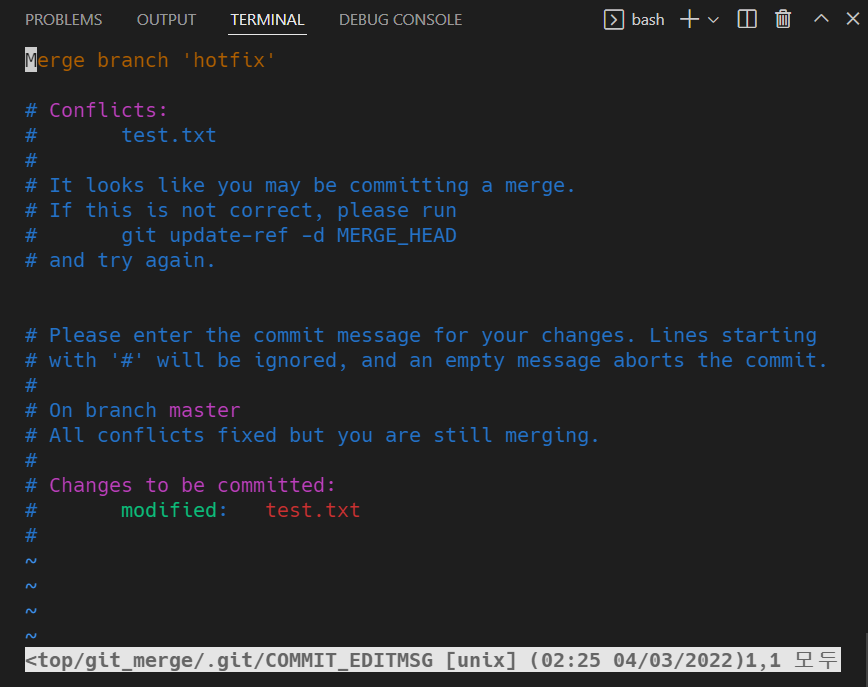 PROBLEMS OUTPUT TERMINAL DEBUG CONSOLE bash
Merge branch 'hotfix'
# Conflicts:
#       test.txt
#
# It looks like you may be committing a merge.
# If this is not correct, please run
#       git update-ref -d MERGE_HEAD
# and try again.
# Please enter the commit message for your changes. Lines starting
# with '#' will be ignored, and an empty message aborts the commit.
#
# On branch master
# All conflicts fixed but you are still merging.
#
# Changes to be committed:
#       modified:   test.txt
#
~
~
~
~
<top/git_merge/.git/COMMIT_EDITMSG [unix] (02:25 04/03/2022)1,1 모두